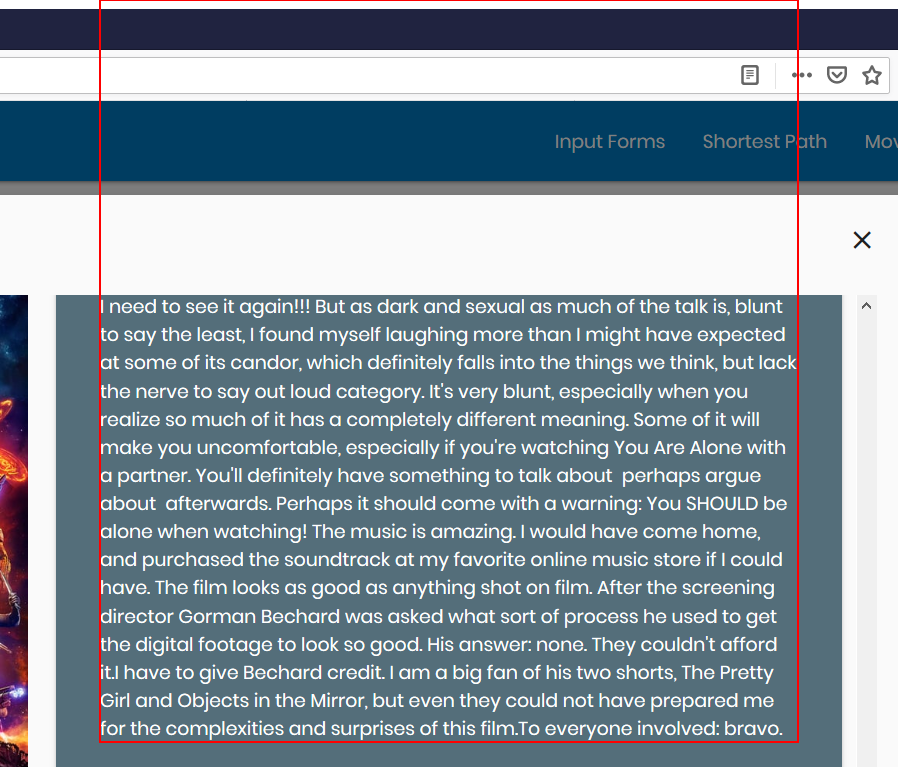 Input Forms Shortest Path Mov
I need to see it again!!! But as dark and sexual as much of the talk is, blunt
to say the least, I found myself laughing more than I might have expected
at some of its candor, which definitely falls into the things we think, but lack
the nerve to say out loud category. It's very blunt, especially when you
realize so much of it has a completely different meaning. Some of it will
make you uncomfortable, especially if you're watching You Are Alone with
a partner. You'll definitely have something to talk about  perhaps argue
about  afterwards. Perhaps it should come with a warning: You SHOULD be
alone when watching! The music is amazing. I would have come home,
and purchased the soundtrack at my favorite online music store if I could
have. The film looks as good as anything shot on film. After the screening
director Gorman Bechard was asked what sort of process he used to get
the digital footage to look so good. His answer: none. They couldn't afford
it.I have to give Bechard credit. I am a big fan of his two shorts, The Pretty
Girl and Objects in the Mirror, but even they could not have prepared me
for the complexities and surprises of this film.To everyone involved: bravo.